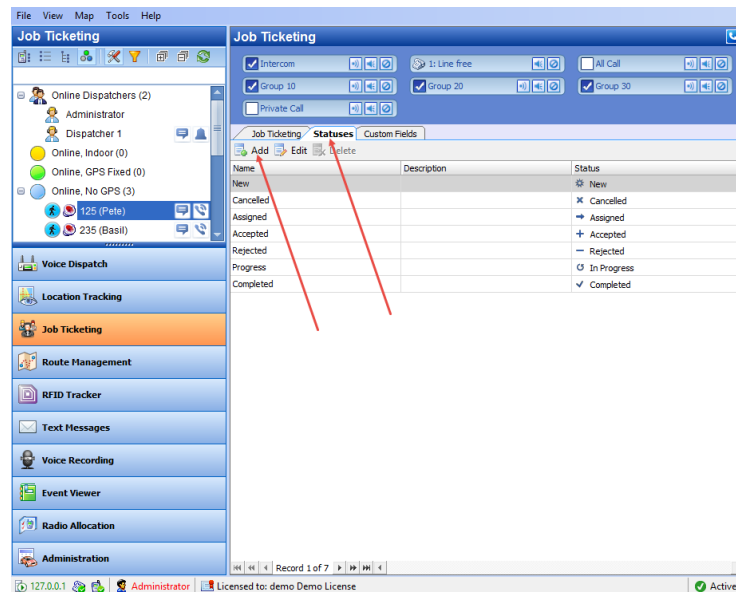 File View Map Tools Help
Job Ticketing
Online Dispatchers (2)
Administrator
Dispatcher 1
Online, Indoor (0)
Online, GPS Fixed (0)
Online, No GPS (3)
125 (Pete)
235 (Basil)
Voice Dispatch
Location Tracking
Job Ticketing
Route Management
RFID Tracker
Text Messages
Voice Recording
Event Viewer
Radio Allocation
Administration
Job Ticketing
Intercom 1: Line free All Call
Group 10 Group 20 Group 30
Private Call
Job Ticketing Statuses Custom Fields
Add Edit Delete
Name Description Status
New New
Cancelled Cancelled
Assigned Assigned
Accepted Accepted
Rejected Rejected
Progress In Progress
Completed Completed
Record 1 of 7
127.0.0.1 Administrator Licensed to: demo Demo License Active